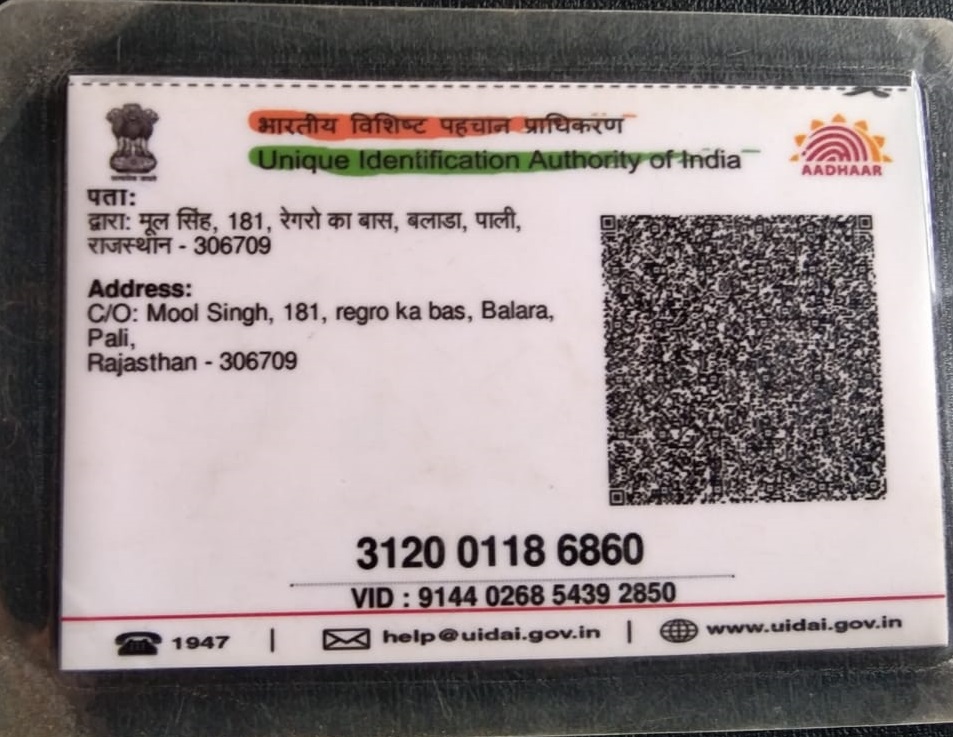 भारतीय विशिष्ट पहचान प्राधिकरण
Unique Identification Authority of India
AADHAAR
पता:
द्वारा: मूल सिंह, 181, रेगरो का बास, बलाडा, पाली,
राजस्थान - 306709
Address:
C/O: Mool Singh, 181, regro ka bas, Balara,
Pali,
Rajasthan - 306709
3120 0118 6860
VID : 9144 0268 5439 2850
1947 | help@uidai.gov.in | www.uidai.gov.in